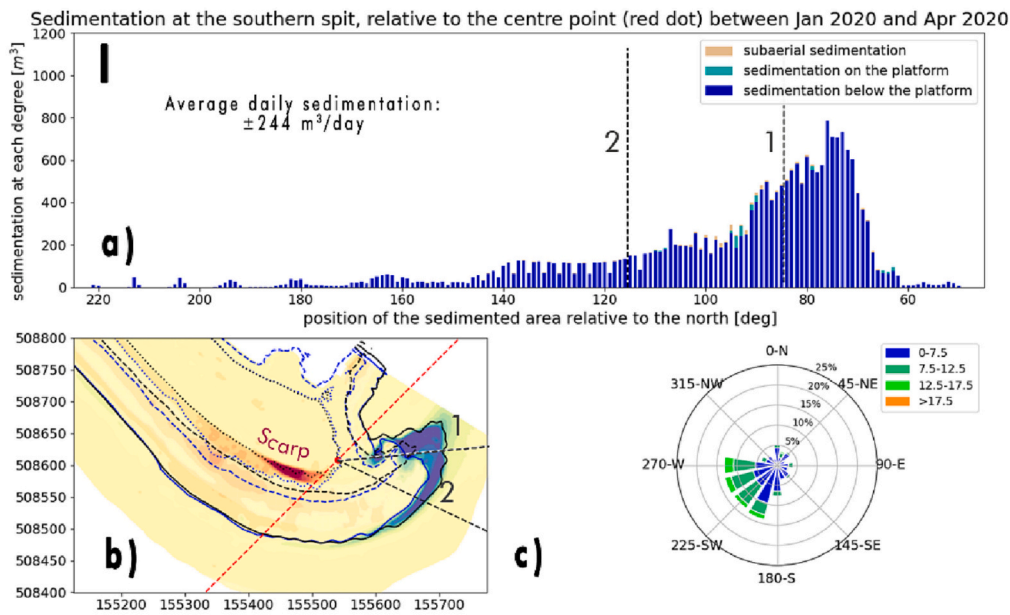 Sedimentation at the southern spit, relative to the centre point (red dot) between Jan 2020 and Apr 2020
sedimentation at each degree [m³]
1200
1000
800
600
400
200
0
I
Average daily sedimentation:
±244 m³/day
a)
2
1
subaerial sedimentation
sedimentation on the platform
sedimentation below the platform
220
200
180
160
140
120
100
80
60
position of the sedimented area relative to the north [deg]
508800
508750
508700
508650
508600
508550
508500
508450
508400
Scarp
1
2
b)
155200
155300
155400
155500
155600
155700
c)
0-N
45-NE
90-E
145-SE
180-S
225-SW
270-W
315-NW
5%
10%
15%
20%
25%
0-7.5
7.5-12.5
12.5-17.5
>17.5